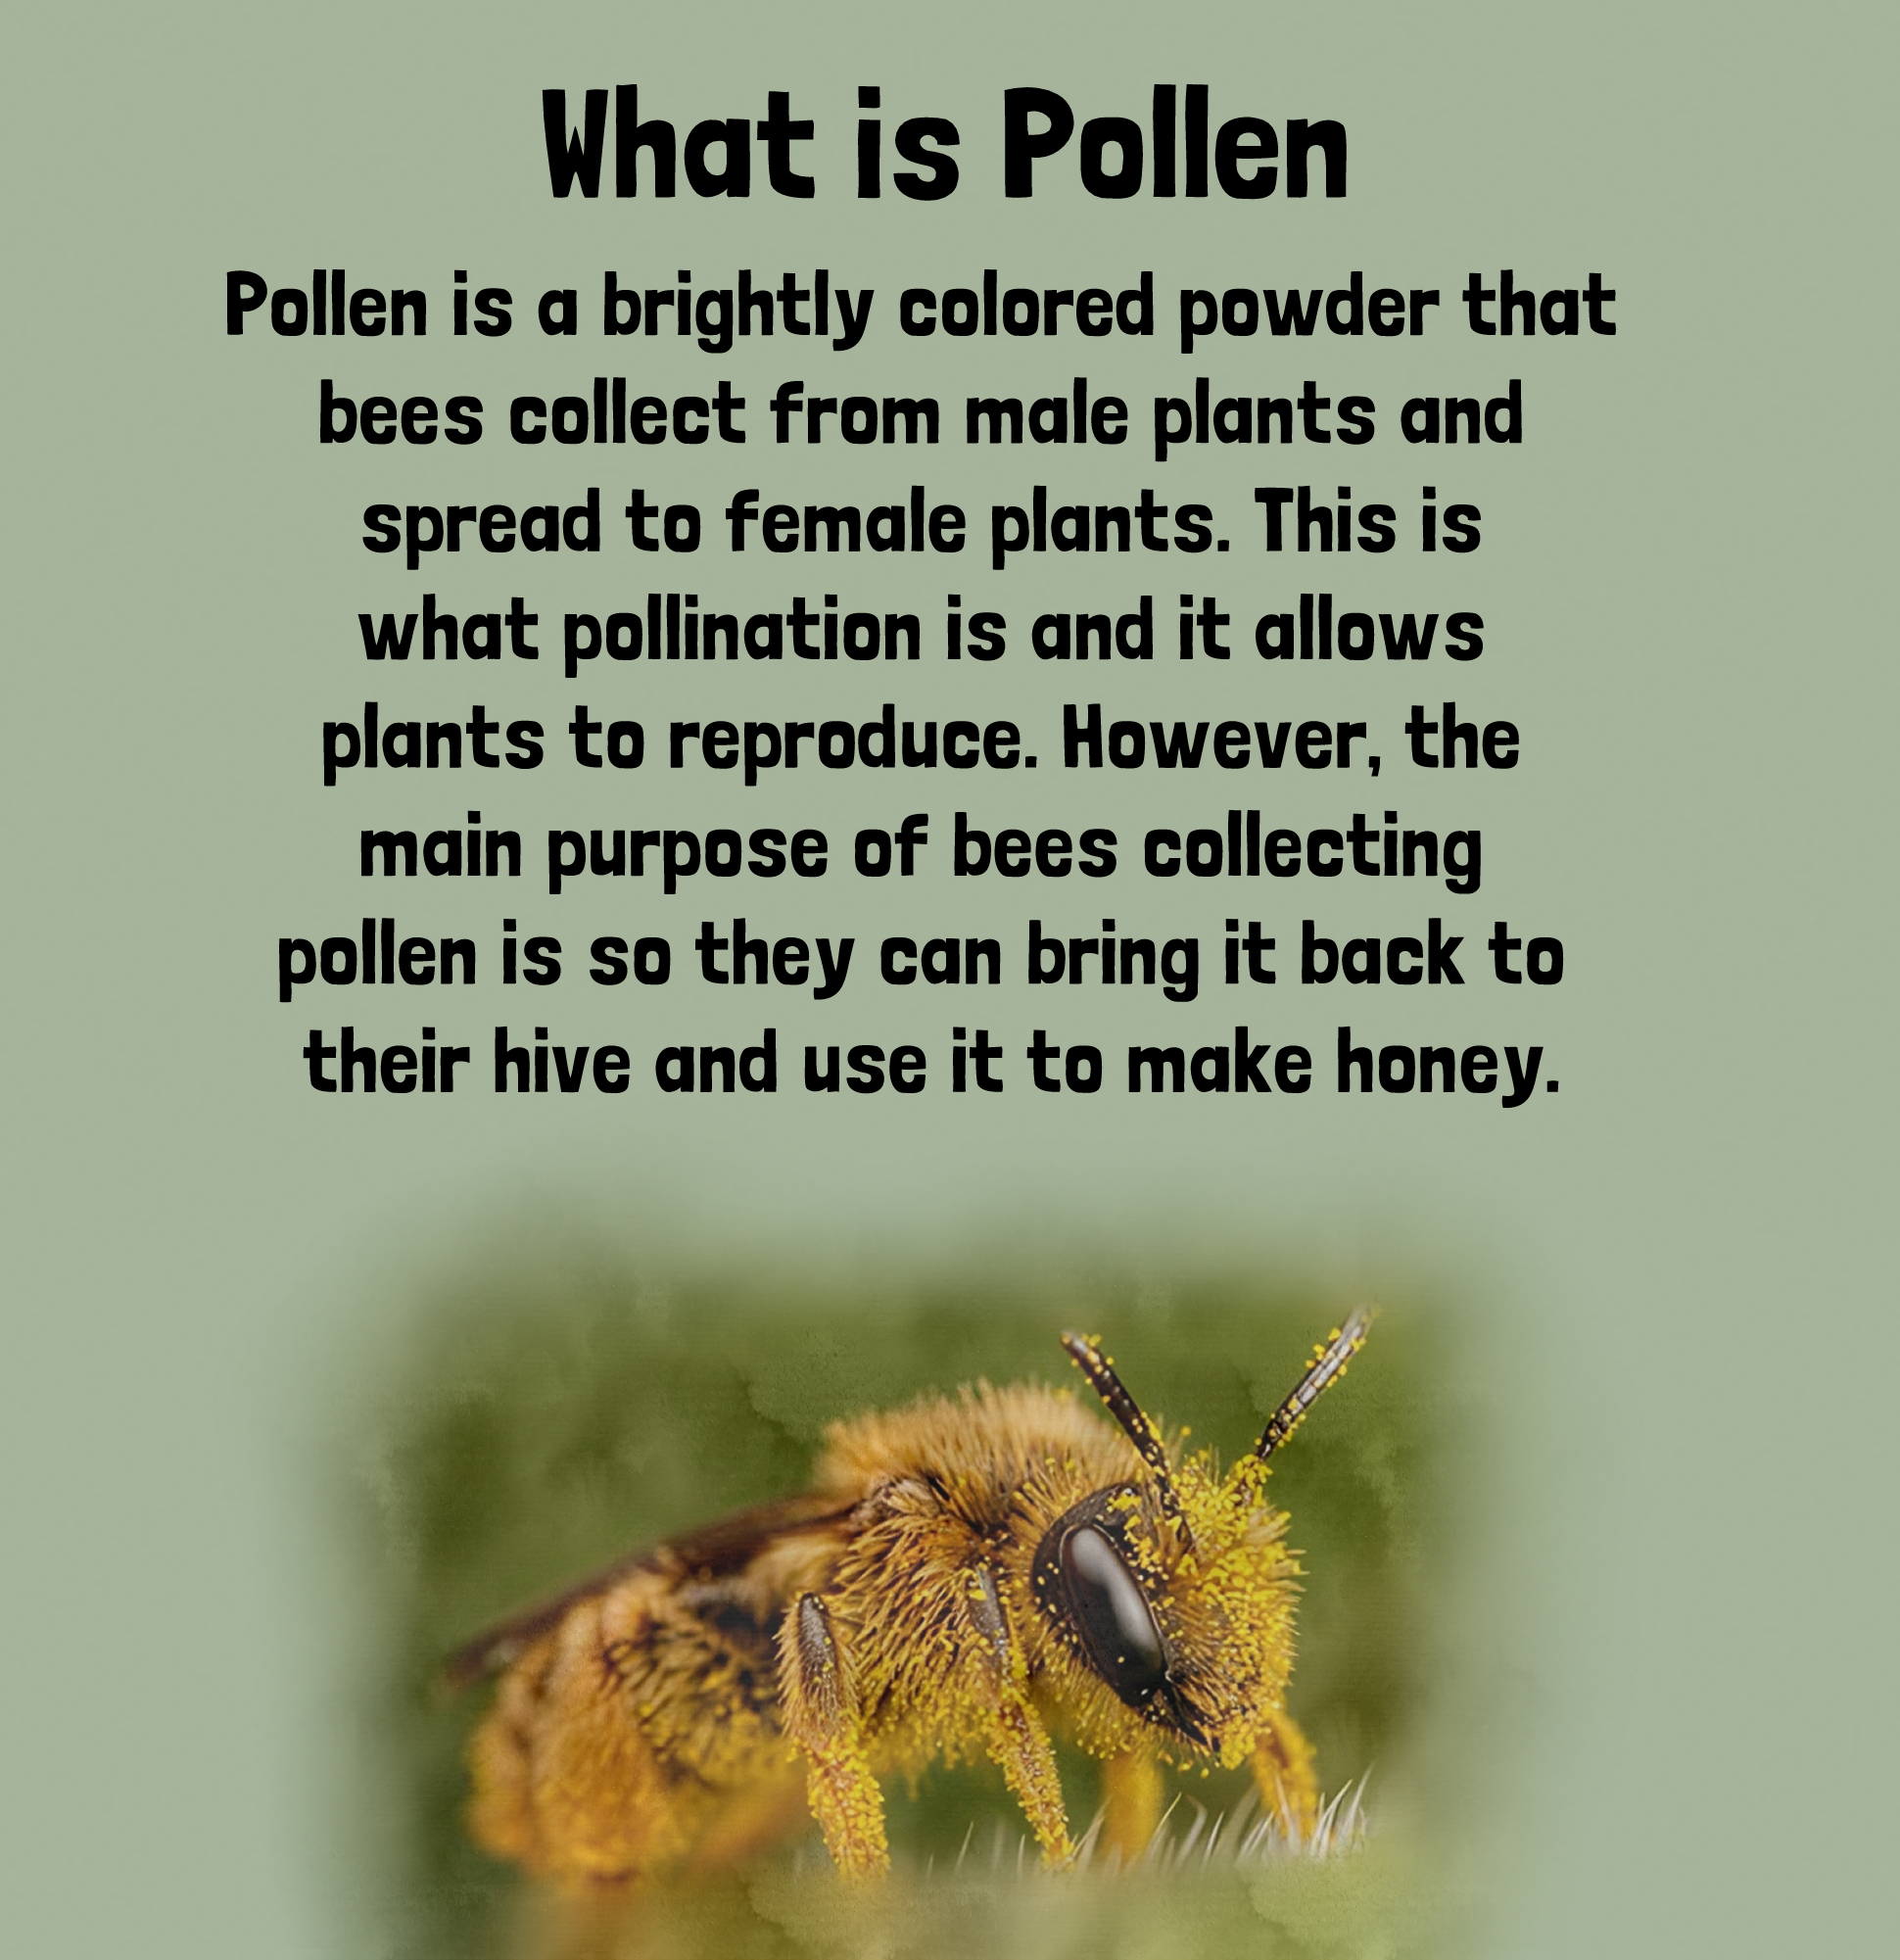 What is Pollen
Pollen is a brightly colored powder that
bees collect from male plants and
spread to female plants. This is
what pollination is and it allows
plants to reproduce. However, the
main purpose of bees collecting
pollen is so they can bring it back to
their hive and use it to make honey.